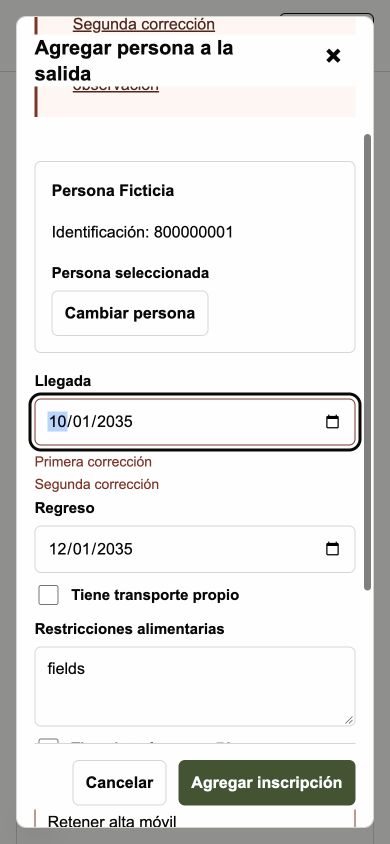 Segunda corrección
Agregar persona a la
salida
observación
Persona Ficticia
Identificación: 800000001
Persona seleccionada
Cambiar persona
Llegada
10/01/2035
Primera corrección
Segunda corrección
Regreso
12/01/2035
Tiene transporte propio
Restricciones alimentarias
fields
Cancelar
Agregar inscripción
Retener alta móvil